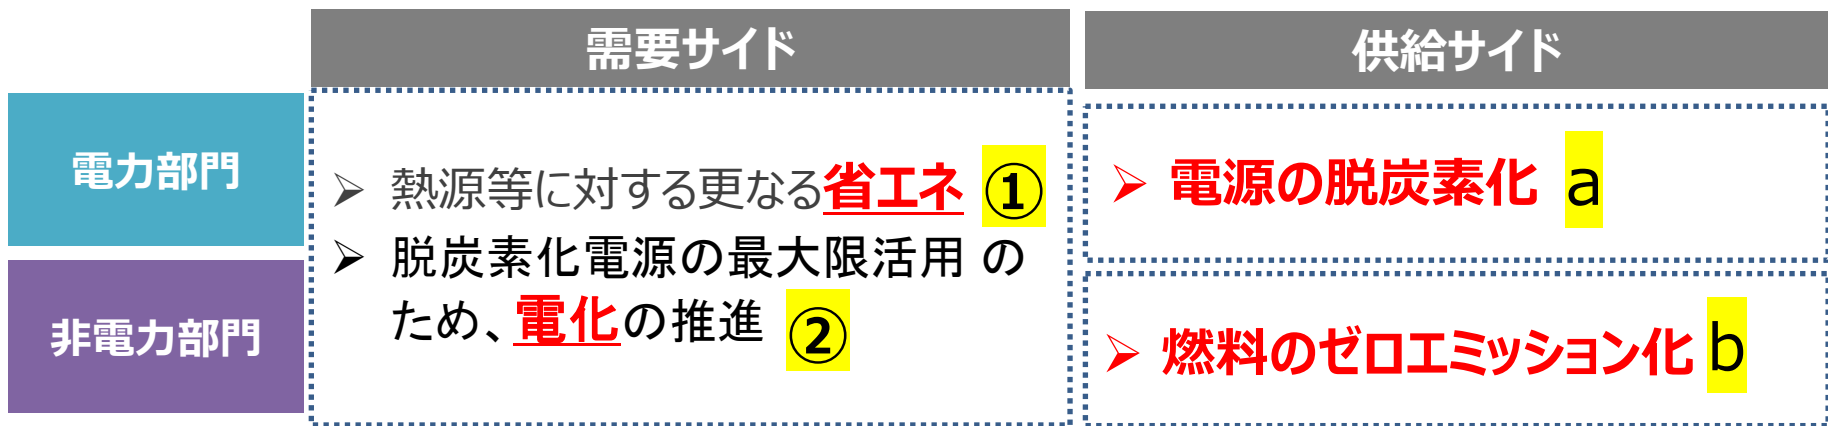 需要サイド
供給サイド
電力部門
➢ 熱源等に対する更なる省エネ ①
➢ 脱炭素化電源の最大限活用 の
ため、電化の推進 ②
➢ 電源の脱炭素化 a
非電力部門
➢ 燃料のゼロエミッション化 b